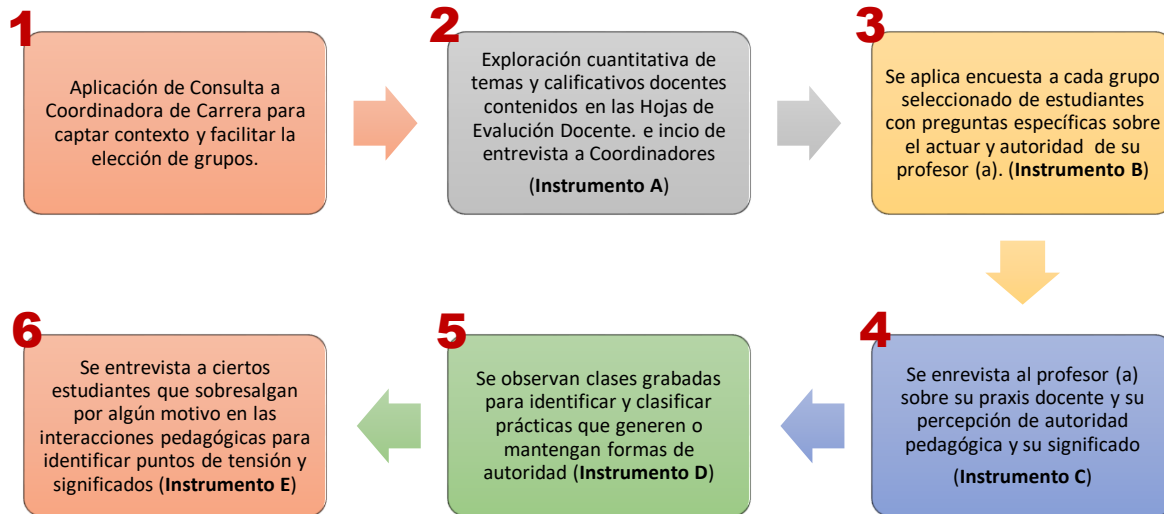 1
Aplicación de Consulta a
Coordinadora de Carrera para
captar contexto y facilitar la
elección de grupos.
2
Exploración cuantitativa de
temas y calificativos docentes
contenidos en las Hojas de
Evalución Docente. e incio de
entrevista a Coordinadores
(Instrumento A)
3
Se aplica encuesta a cada grupo
seleccionado de estudiantes
con preguntas específicas sobre
el actuar y autoridad de su
profesor (a). (Instrumento B)
4
Se enrevista al profesor (a)
sobre su praxis docente y su
percepción de autoridad
pedagógica y su significado
(Instrumento C)
5
Se observan clases grabadas
para identificar y clasificar
prácticas que generen o
mantengan formas de
autoridad (Instrumento D)
6
Se entrevista a ciertos
estudiantes que sobresalgan
por algún motivo en las
interacciones pedagógicas para
identificar puntos de tensión y
significados (Instrumento E)